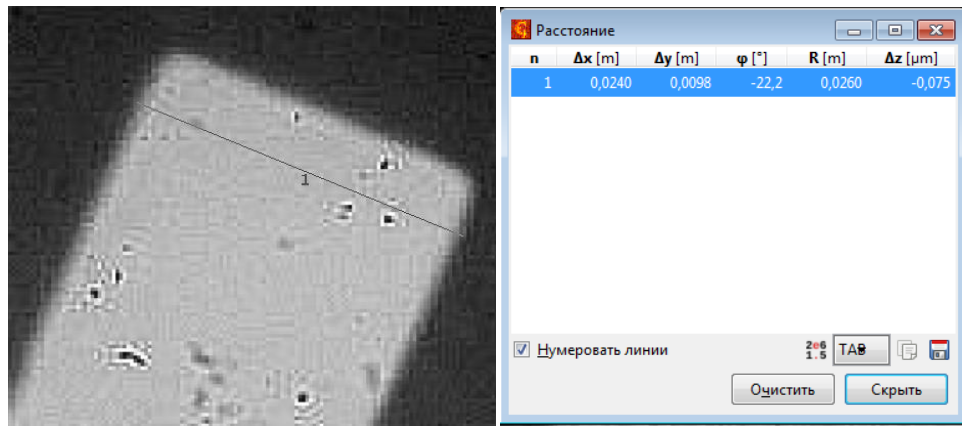 1
Расстояние
n Δx [m] Δy [m] φ [°] R [m] Δz [µm]
1 0,0240 0,0098 -22,2 0,0260 -0,075
Нумеровать линии
2e6
1.5
TAB
Очистить Скрыть